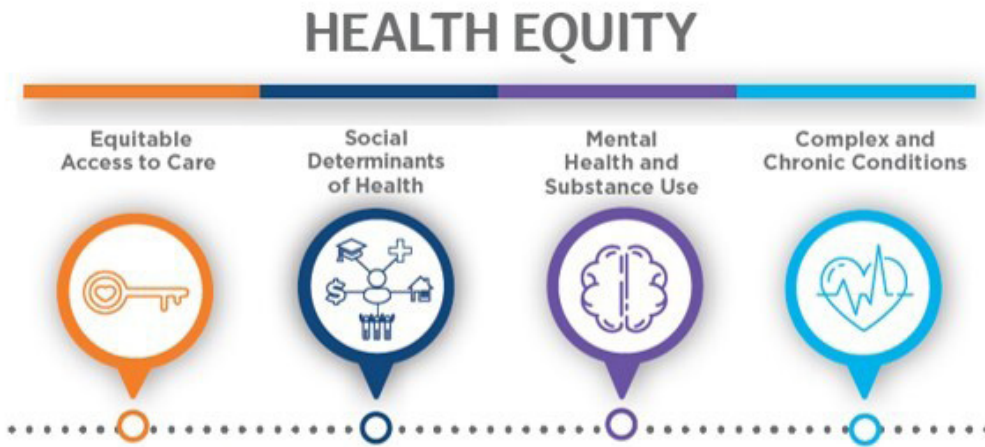 HEALTH EQUITY
Equitable
Access to Care
Social
Determinants
of Health
Mental
Health and
Substance Use
Complex and
Chronic Conditions
$